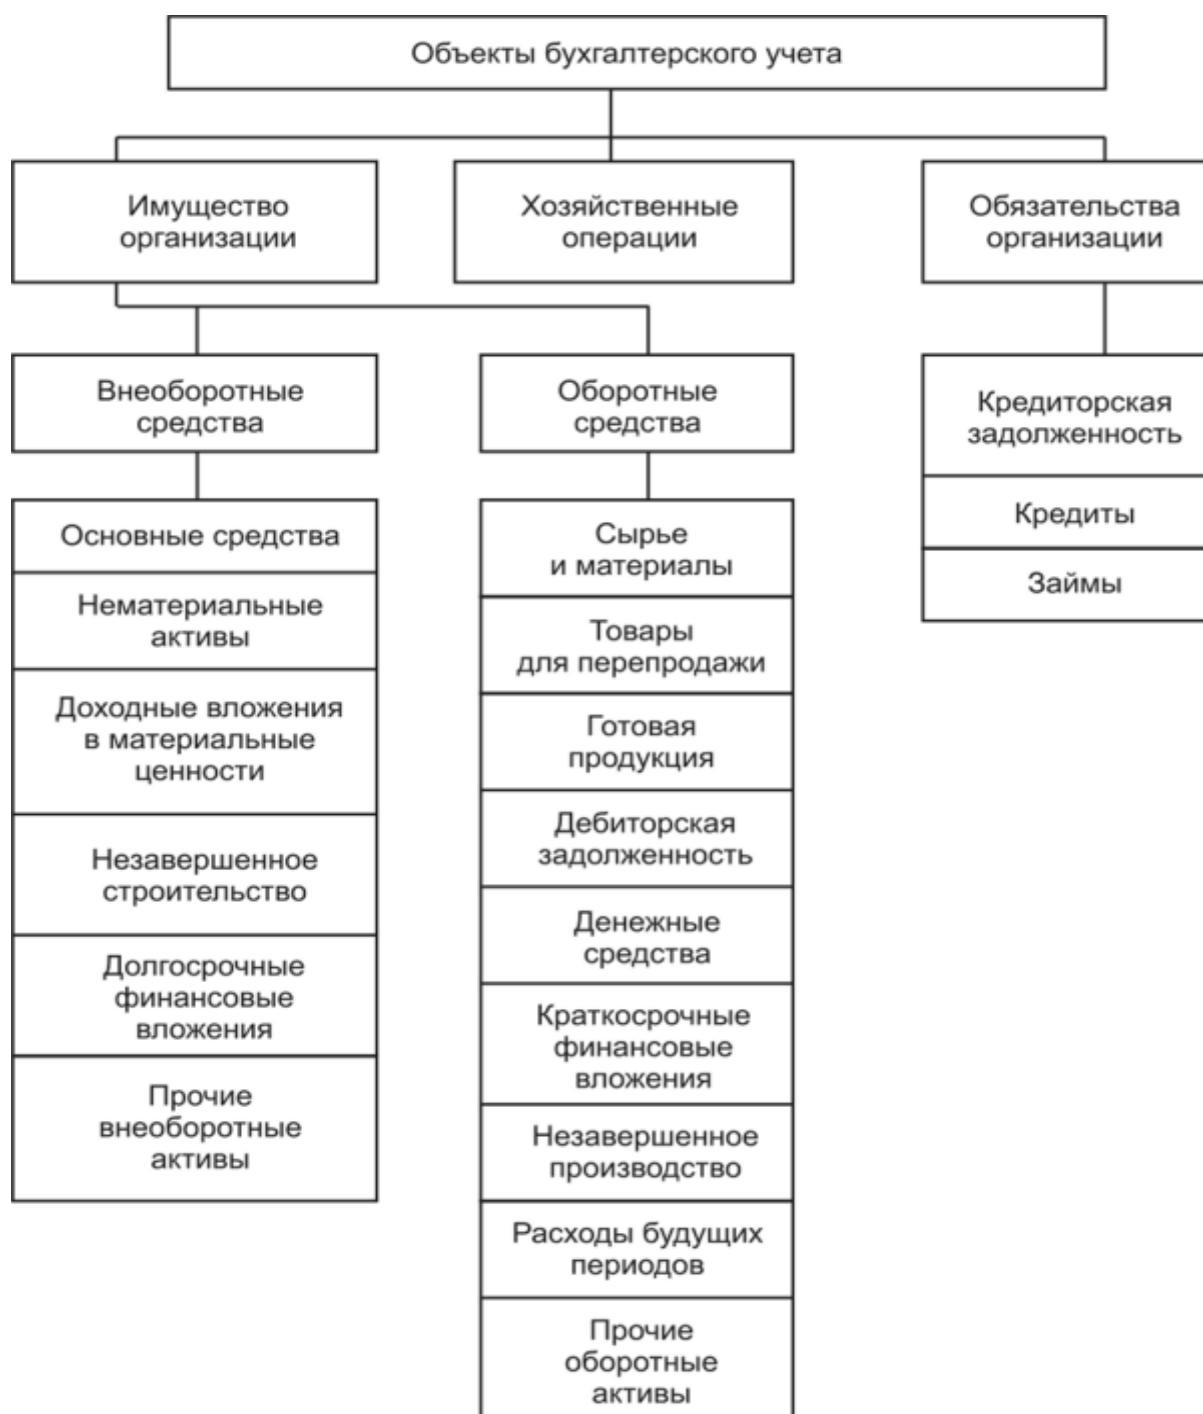 Объекты бухгалтерского учета
Имущество
организации
Хозяйственные
операции
Обязательства
организации
Внеоборотные
средства
Оборотные
средства
Кредиторская
задолженность
Кредиты
Займы
Основные средства
Нематериальные
активы
Доходные вложения
в материальные
ценности
Незавершенное
строительство
Долгосрочные
финансовые
вложения
Прочие
внеоборотные
активы
Сырье
и материалы
Товары
для перепродажи
Готовая
продукция
Дебиторская
задолженность
Денежные
средства
Краткосрочные
финансовые
вложения
Незавершенное
производство
Расходы будущих
периодов
Прочие
оборотные
активы